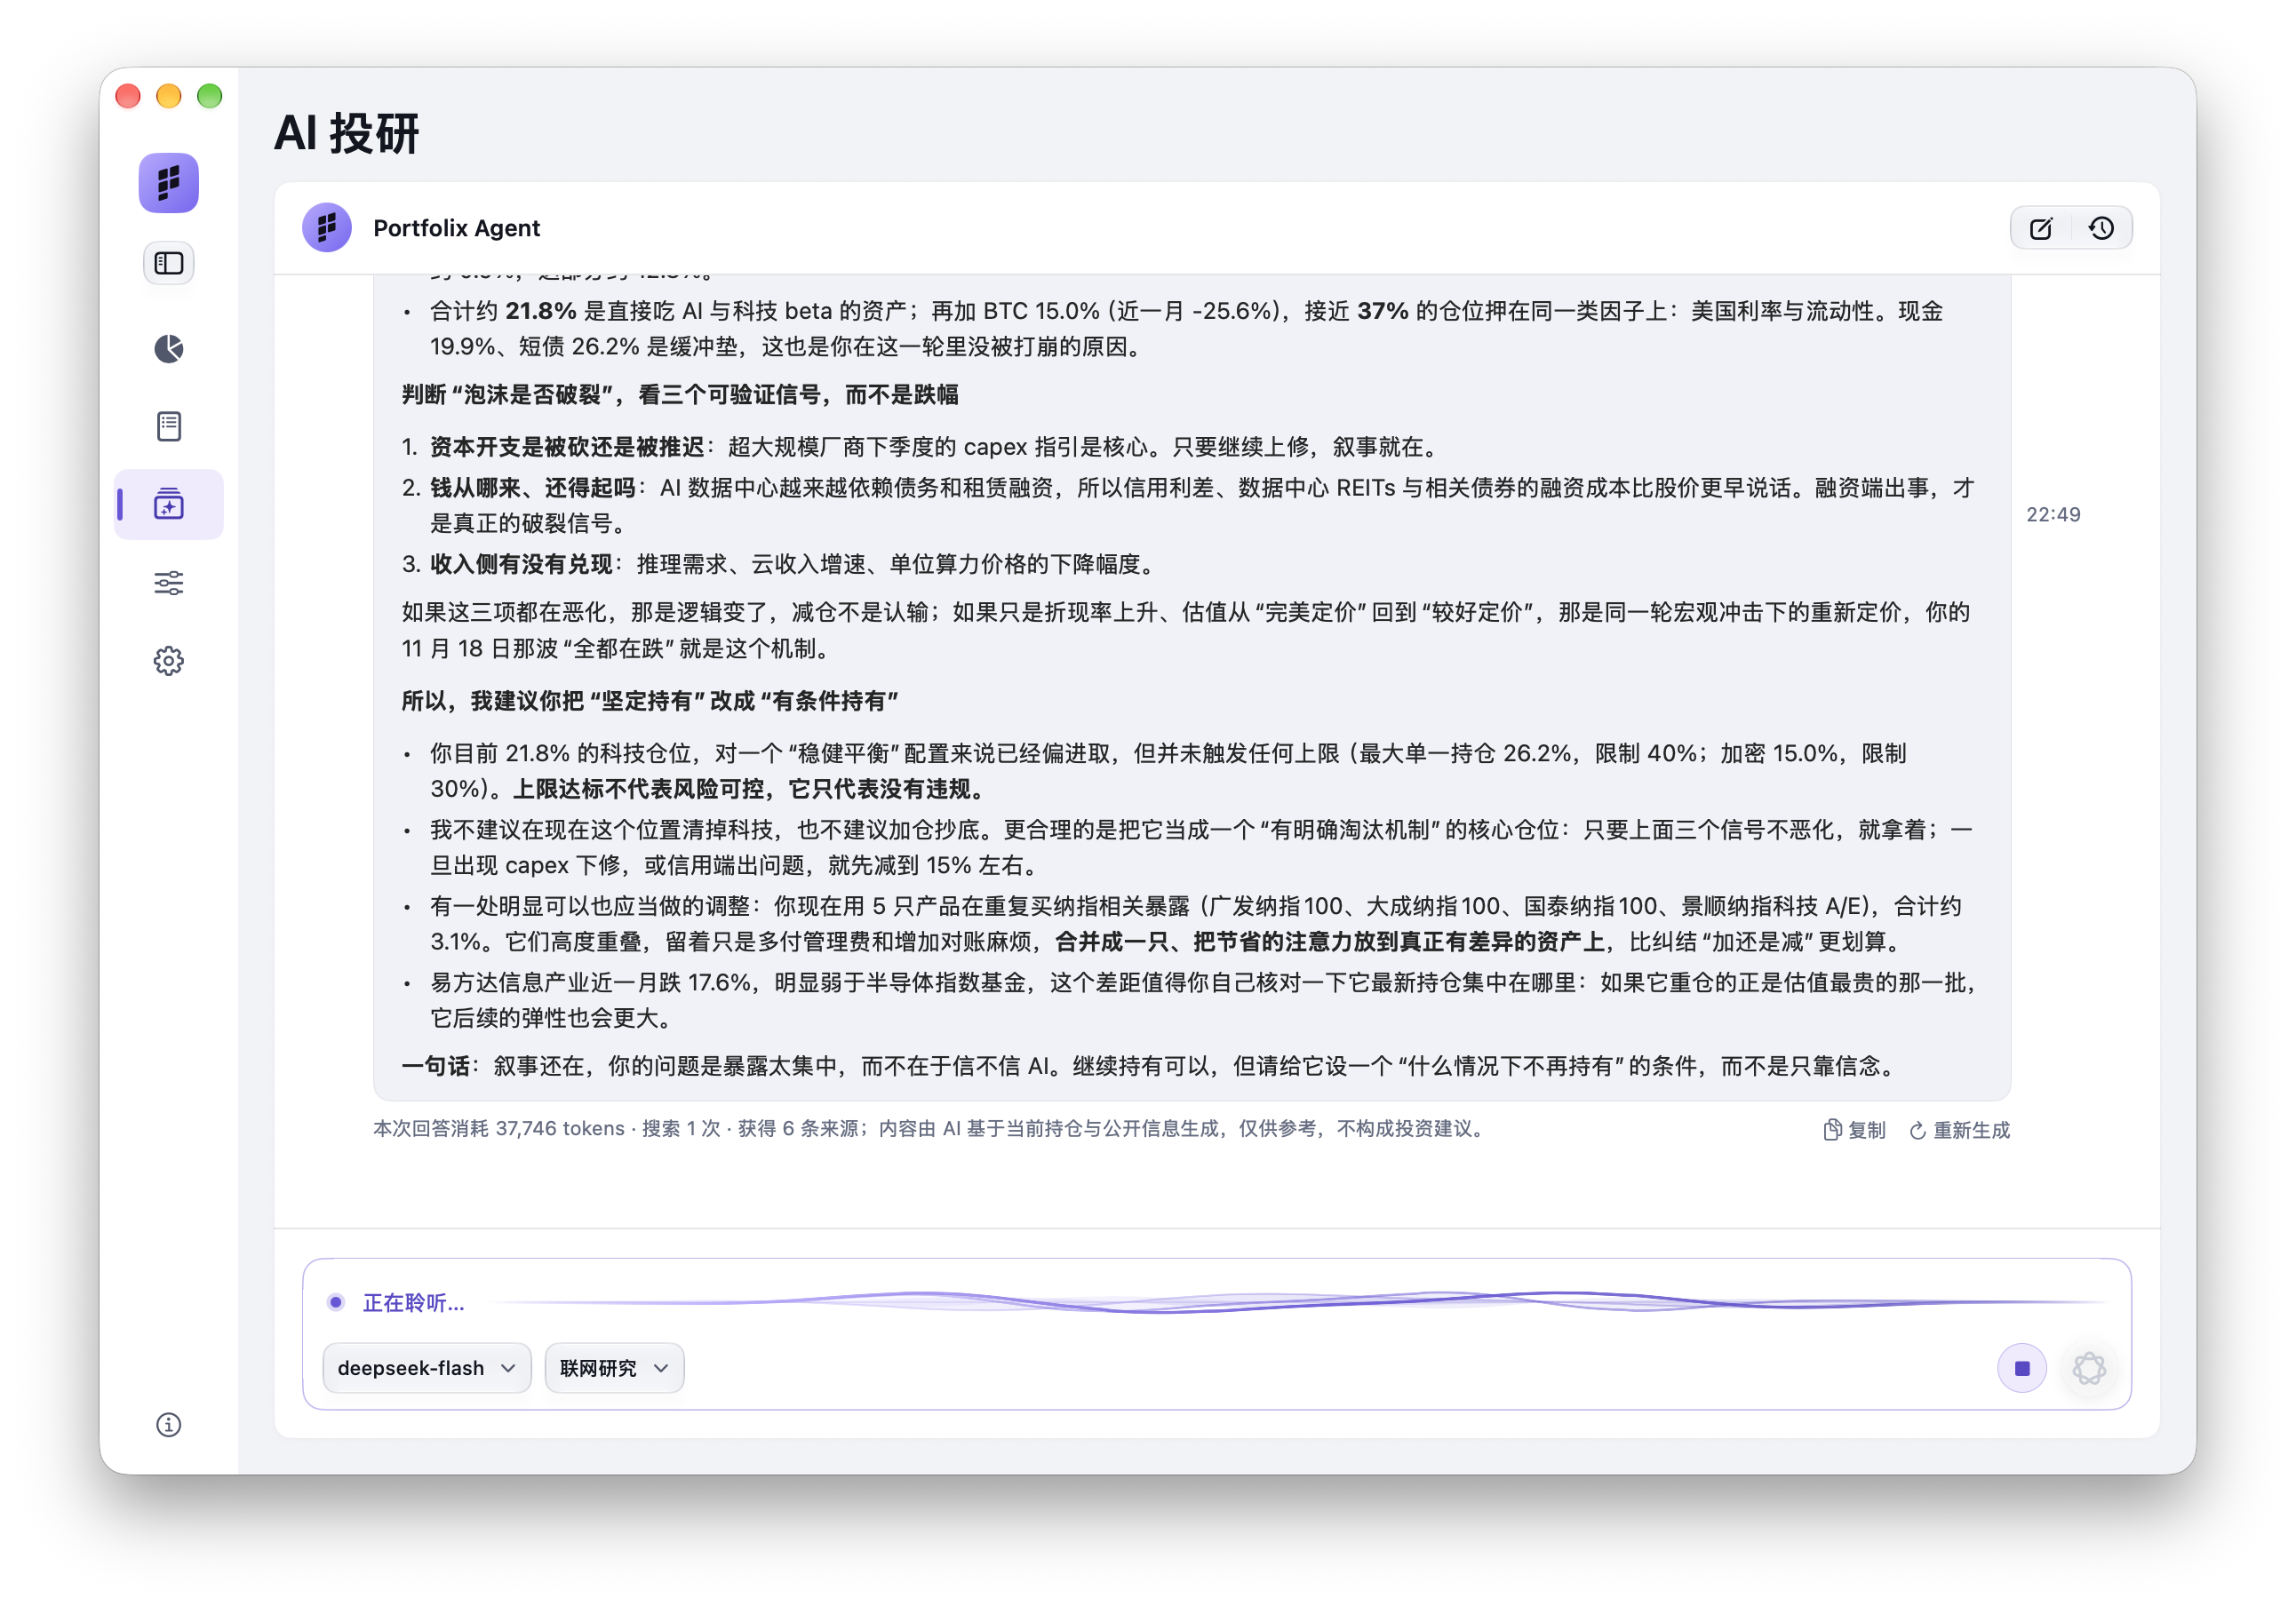 AI 投研
Portfolix Agent
• 合计约 21.8% 是直接吃 AI 与科技 beta 的资产；再加 BTC 15.0%（近一月 -25.6%），接近 37% 的仓位押在同一类因子上：美国利率与流动性。现金
19.9%、短债 26.2% 是缓冲垫，这也是你在这一轮里没被打崩的原因。
判断 “泡沫是否破裂”，看三个可验证信号，而不是跌幅
1. 资本开支是被砍还是被推迟：超大规模厂商下季度的 capex 指引是核心。只要继续上修，叙事就在。
2. 钱从哪来、还得起吗：AI 数据中心越来越依赖债务和租赁融资，所以信用利差、数据中心 REITs 与相关债券的融资成本比股价更早说话。融资端出事，才
是真正的破裂信号。
22:49
3. 收入侧有没有兑现：推理需求、云收入增速、单位算力价格的下降幅度。
如果这三项都在恶化，那是逻辑变了，减仓不是认输；如果只是折现率上升、估值从 “完美定价” 回到 “较好定价”，那是同一轮宏观冲击下的重新定价，你的
11 月 18 日那波 “全都在跌” 就是这个机制。
所以，我建议你把 “坚定持有” 改成 “有条件持有”
• 你目前 21.8% 的科技仓位，对一个 “稳健平衡” 配置来说已经偏进取，但并未触发任何上限（最大单一持仓 26.2%，限制 40%；加密 15.0%，限制
30%）。上限达标不代表风险可控，它只代表没有违规。
• 我不建议在现在这个位置清掉科技，也不建议加仓抄底。更合理的是把它当成一个 “有明确淘汰机制” 的核心仓位：只要上面三个信号不恶化，就拿着；一
旦出现 capex 下修，或信用端出问题，就先减到 15% 左右。
• 有一处明显可以也应当做的调整：你现在用 5 只产品在重复买纳指相关暴露（广发纳指100、大成纳指100、国泰纳指100、景顺纳指科技 A/E），合计约
3.1%。它们高度重叠，留着只是多付管理费和增加对账麻烦，合并成一只、把节省的注意力放到真正有差异的资产上，比纠结 “加还是减” 更划算。
• 易方达信息产业近一月跌 17.6%，明显弱于半导体指数基金，这个差距值得你自己核对一下它最新持仓集中在哪里：如果它重仓的正是估值最贵的那一批，
它后续的弹性也会更大。
一句话：叙事还在，你的问题是暴露太集中，而不在于信不信 AI。继续持有可以，但请给它设一个 “什么情况下不再持有” 的条件，而不是只靠信念。
本次回答消耗 37,746 tokens · 搜索 1 次 · 获得 6 条来源；内容由 AI 基于当前持仓与公开信息生成，仅供参考，不构成投资建议。
复制 重新生成
正在聆听...
deepseek-flash 联网研究